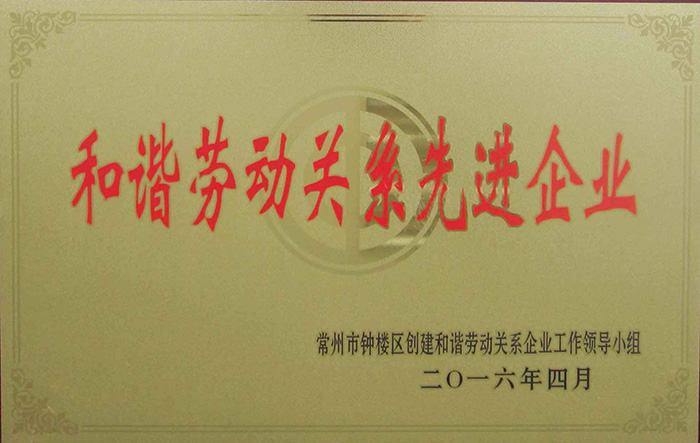 和谐劳动关系先进企业
常州市钟楼区创建和谐劳动关系企业工作领导小组
二〇一六年四月